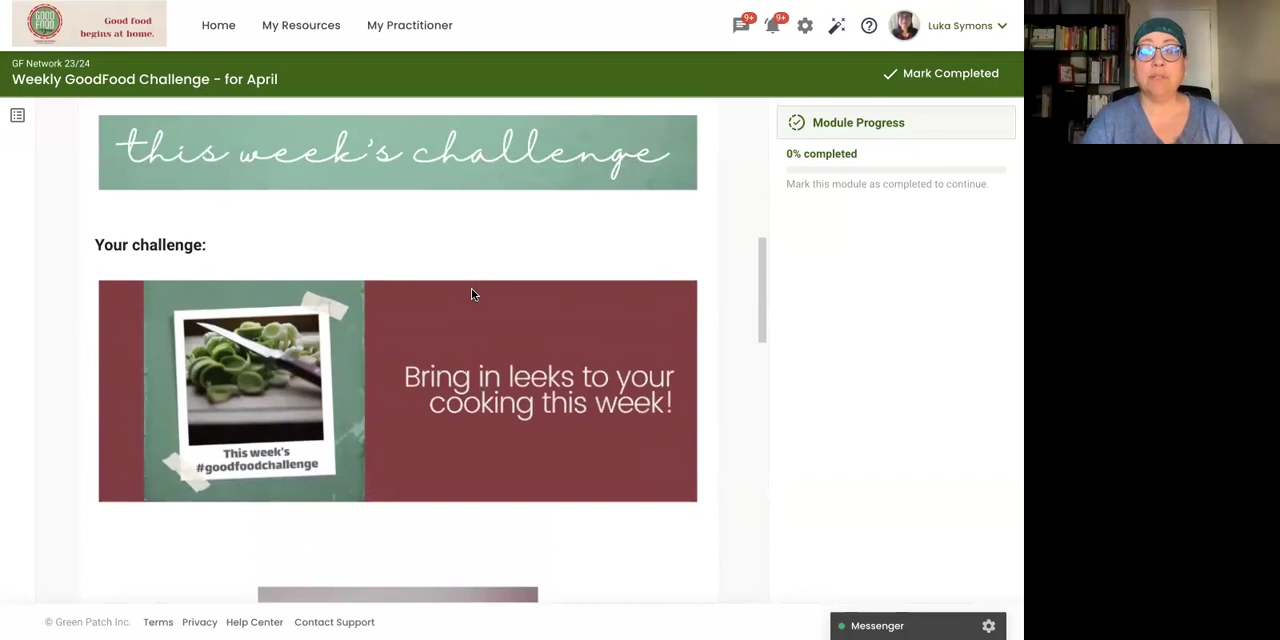 GOOD FOOD
Good food
begins at home.
Home
My Resources
My Practitioner
9+
9+
Luka Symons
GF Network 23/24
Weekly GoodFood Challenge - for April
Mark Completed
this week's challenge
Module Progress
0% completed
Mark this module as completed to continue.
Your challenge:
Bring in leeks to your
cooking this week!
This week's
#goodfoodchallenge
© Green Patch Inc.
Terms
Privacy
Help Center
Contact Support
Messenger